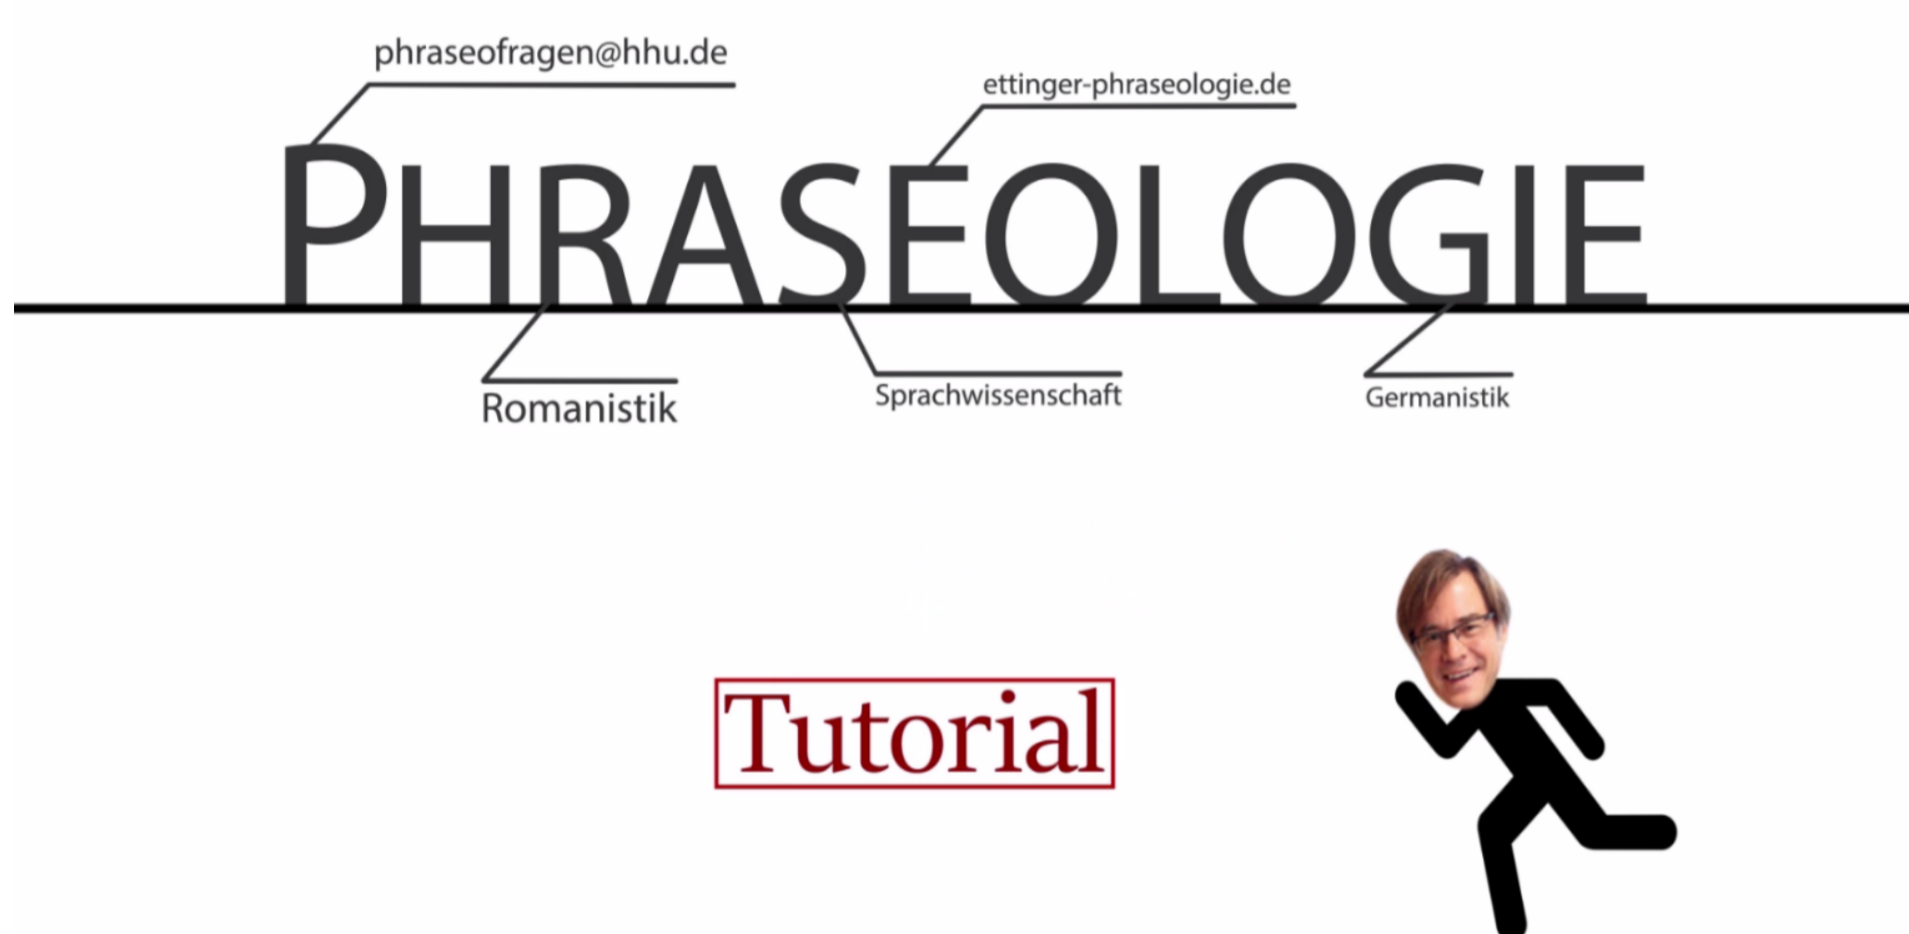 phraseofragen@hhu.de
ettinger-phraseologie.de
PHRASEOLOGIE
Romanistik
Sprachwissenschaft
Germanistik
Tutorial